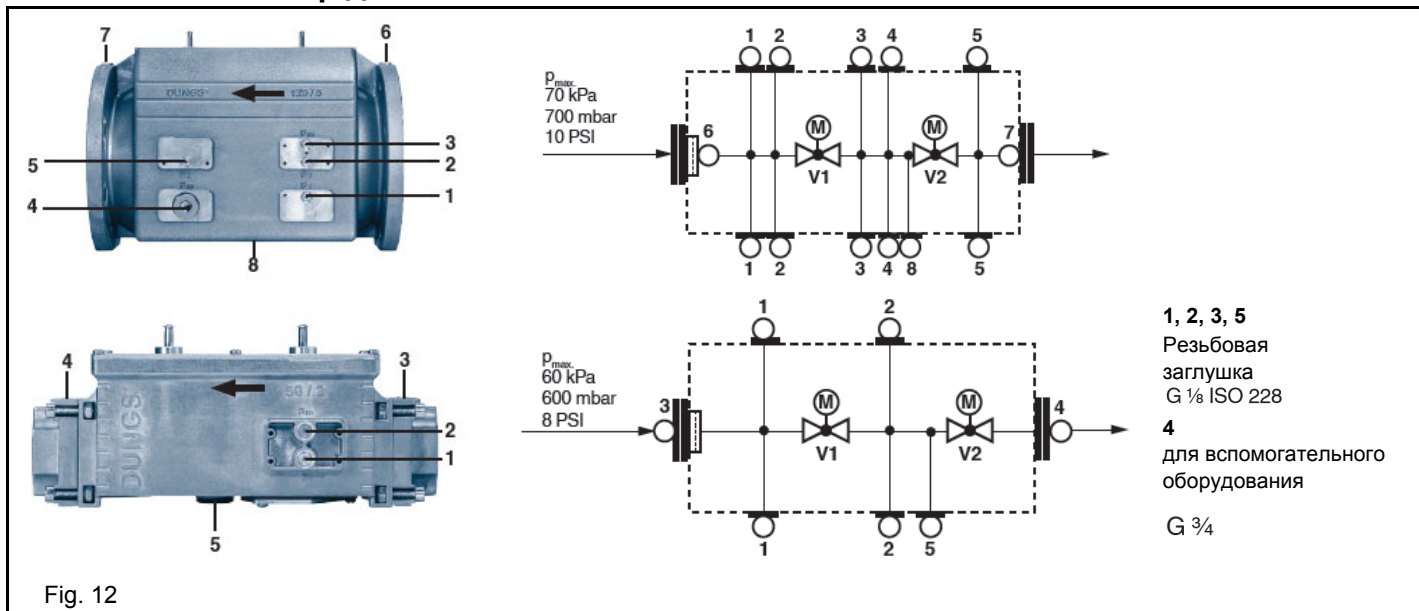 7
6
DUNGS
125 / 5
3
2
5
1
4
8
1 2 3 4 5
pmax.
70 kPa
700 mbar
10 PSI
6
M
M
7
V1
V2
1 2 3 4 8 5
4
3
50 / 2
DUNGS
2
1
5
1 2
pmax.
60 kPa
600 mbar
8 PSI
3
M
M
4
V1
V2
1 2 5
1, 2, 3, 5
Резьбовая
заглушка
G ⅛ ISO 228
4
для вспомогательного
оборудования
G ¾
Fig. 12